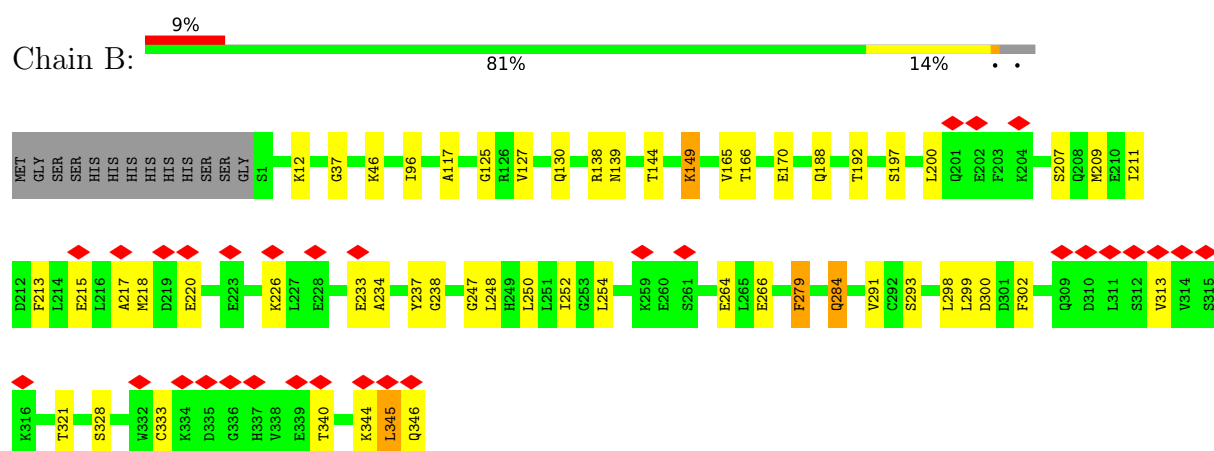 9%
Chain B:
81% 14% • •
MET GLY SER SER HIS HIS HIS HIS HIS HIS SER SER GLY S1 K12 G37 K46 I96 A117 G125 R126 V127 Q130 R138 N139 T144 K149 V165 T166 E170 Q188 T192 S197 L200 Q201 E202 F203 K204 S207 Q208 M209 E210 I211
D212 F213 L214 E215 L216 A217 M218 D219 E220 E223 K226 L227 E228 E233 A234 Y237 G238 G247 L248 H249 L250 L251 I252 G253 L254 K259 E260 S261 E264 L265 E266 F279 Q284 V291 C292 S293 L298 L299 D300 D301 F302 Q309 D310 L311 S312 V313 V314 S315
K316 T321 S328 W332 C333 K334 D335 G336 H337 V338 E339 T340 K344 L345 Q346